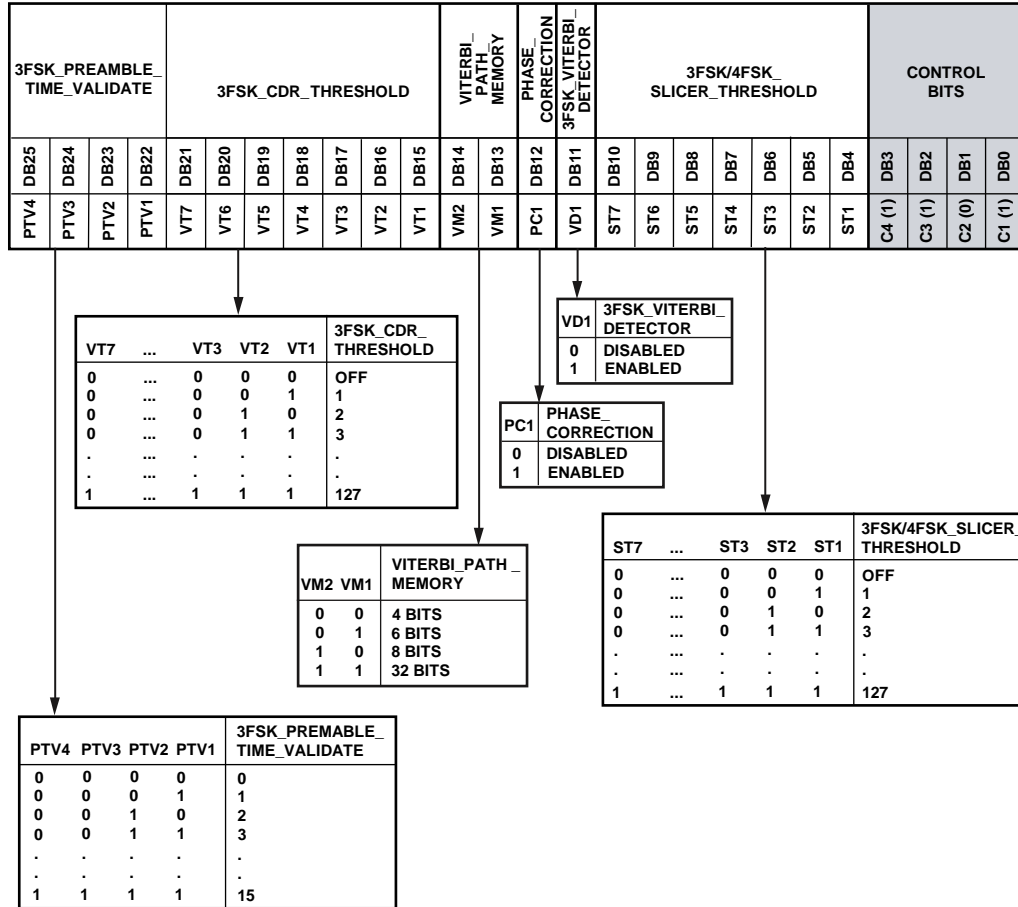 3FSK_PREAMBLE_
TIME_VALIDATE
3FSK_CDR_THRESHOLD
VITERBI_
PATH_
MEMORY
PHASE_
CORRECTION
3FSK_VITERBI_
DETECTOR
3FSK/4FSK_
SLICER_THRESHOLD
CONTROL
BITS
DB25 DB24 DB23 DB22 DB21 DB20 DB19 DB18 DB17 DB16 DB15 DB14 DB13 DB12 DB11 DB10 DB9 DB8 DB7 DB6 DB5 DB4 DB3 DB2 DB1 DB0
PTV4 PTV3 PTV2 PTV1 VT7 VT6 VT5 VT4 VT3 VT2 VT1 VM2 VM1 PC1 VD1 ST7 ST6 ST5 ST4 ST3 ST2 ST1 C4 (1) C3 (1) C2 (0) C1 (1)
VD1 3FSK_VITERBI_
DETECTOR
0 DISABLED
1 ENABLED
VT7 ... VT3 VT2 VT1 3FSK_CDR_
THRESHOLD
0 ... 0 0 0 OFF
0 ... 0 0 1 1
0 ... 0 1 0 2
0 ... 0 1 1 3
. ... . . . .
. ... . . . .
1 ... 1 1 1 127
PC1 PHASE_
CORRECTION
0 DISABLED
1 ENABLED
ST7 ... ST3 ST2 ST1 3FSK/4FSK_SLICER_
THRESHOLD
0 ... 0 0 0 OFF
0 ... 0 0 1 1
0 ... 0 1 0 2
0 ... 0 1 1 3
. ... . . . .
. ... . . . .
1 ... 1 1 1 127
VM2 VM1 VITERBI_PATH _
MEMORY
0 0 4 BITS
0 1 6 BITS
1 0 8 BITS
1 1 32 BITS
PTV4 PTV3 PTV2 PTV1 3FSK_PREMABLE_
TIME_VALIDATE
0 0 0 0 0
0 0 0 1 1
0 0 1 0 2
0 0 1 1 3
. . . . .
. . . . .
1 1 1 1 15